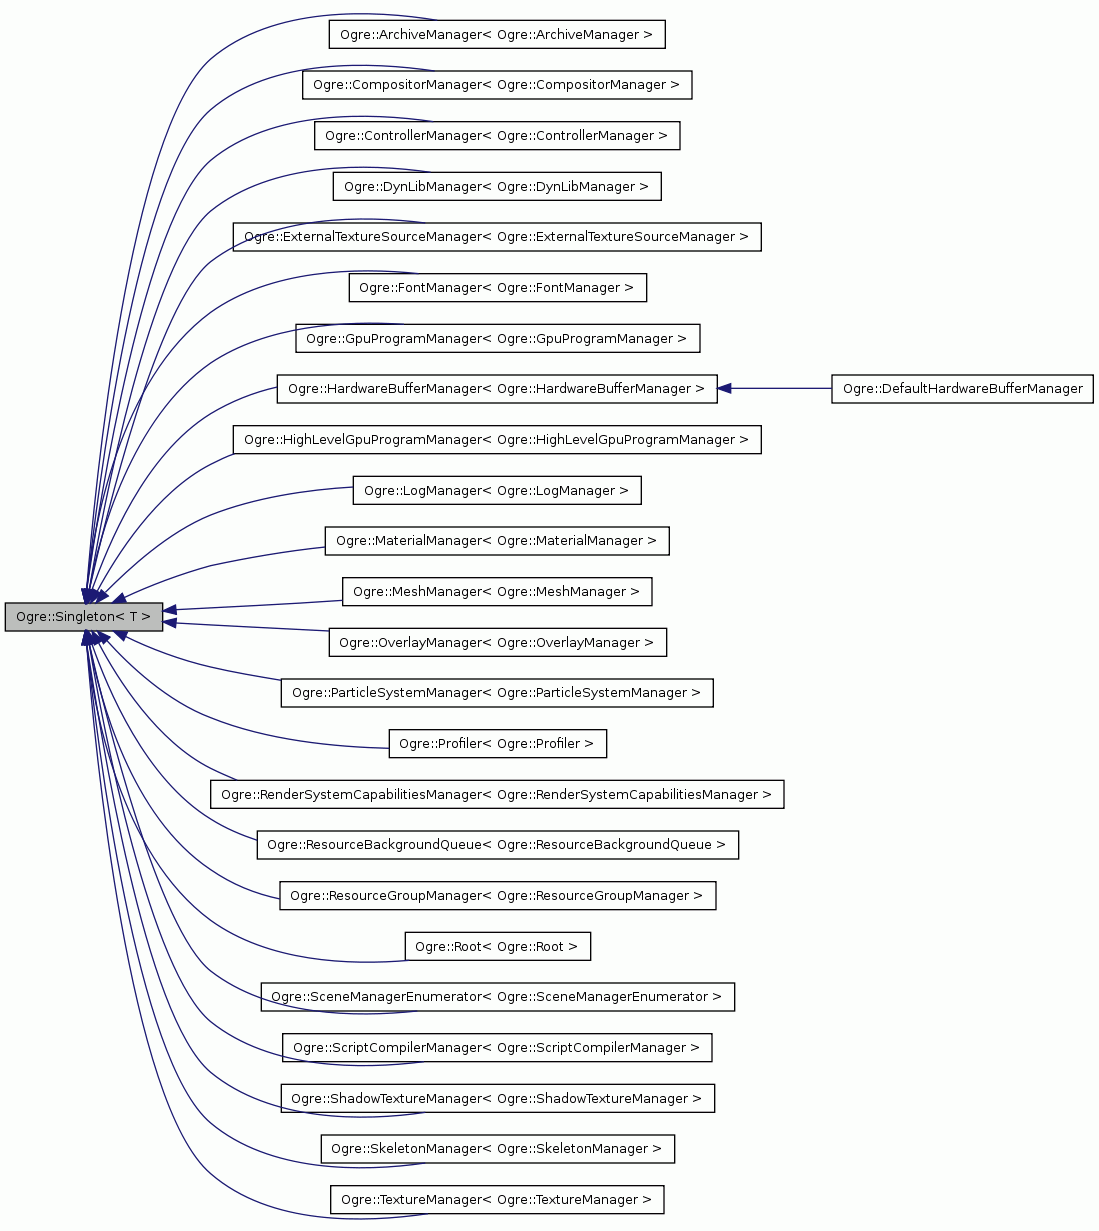 Ogre::ArchiveManager< Ogre::ArchiveManager >
Ogre::CompositorManager< Ogre::CompositorManager >
Ogre::ControllerManager< Ogre::ControllerManager >
Ogre::DynLibManager< Ogre::DynLibManager >
Ogre::ExternalTextureSourceManager< Ogre::ExternalTextureSourceManager >
Ogre::FontManager< Ogre::FontManager >
Ogre::GpuProgramManager< Ogre::GpuProgramManager >
Ogre::HardwareBufferManager< Ogre::HardwareBufferManager >
Ogre::DefaultHardwareBufferManager
Ogre::HighLevelGpuProgramManager< Ogre::HighLevelGpuProgramManager >
Ogre::LogManager< Ogre::LogManager >
Ogre::MaterialManager< Ogre::MaterialManager >
Ogre::MeshManager< Ogre::MeshManager >
Ogre::Singleton< T >
Ogre::OverlayManager< Ogre::OverlayManager >
Ogre::ParticleSystemManager< Ogre::ParticleSystemManager >
Ogre::Profiler< Ogre::Profiler >
Ogre::RenderSystemCapabilitiesManager< Ogre::RenderSystemCapabilitiesManager >
Ogre::ResourceBackgroundQueue< Ogre::ResourceBackgroundQueue >
Ogre::ResourceGroupManager< Ogre::ResourceGroupManager >
Ogre::Root< Ogre::Root >
Ogre::SceneManagerEnumerator< Ogre::SceneManagerEnumerator >
Ogre::ScriptCompilerManager< Ogre::ScriptCompilerManager >
Ogre::ShadowTextureManager< Ogre::ShadowTextureManager >
Ogre::SkeletonManager< Ogre::SkeletonManager >
Ogre::TextureManager< Ogre::TextureManager >